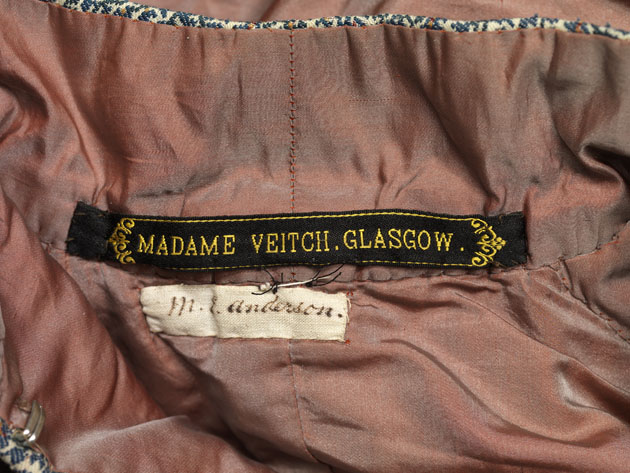 MADAME VEITCH. GLASGOW.
M. L. anderson.